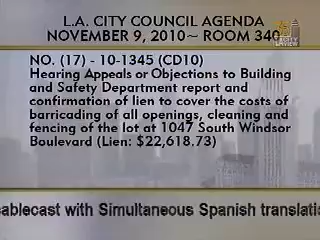 L.A. CITY COUNCIL AGENDA
NOVEMBER 9, 2010~ ROOM 340
NO. (17) - 10-1345 (CD10)
Hearing Appeals or Objections to Building
and Safety Department report and
confirmation of lien to cover the costs of
barricading of all openings, cleaning and
fencing of the lot at 1047 South Windsor
Boulevard (Lien: $22,618.73)
cablecast with Simultaneous Spanish translati